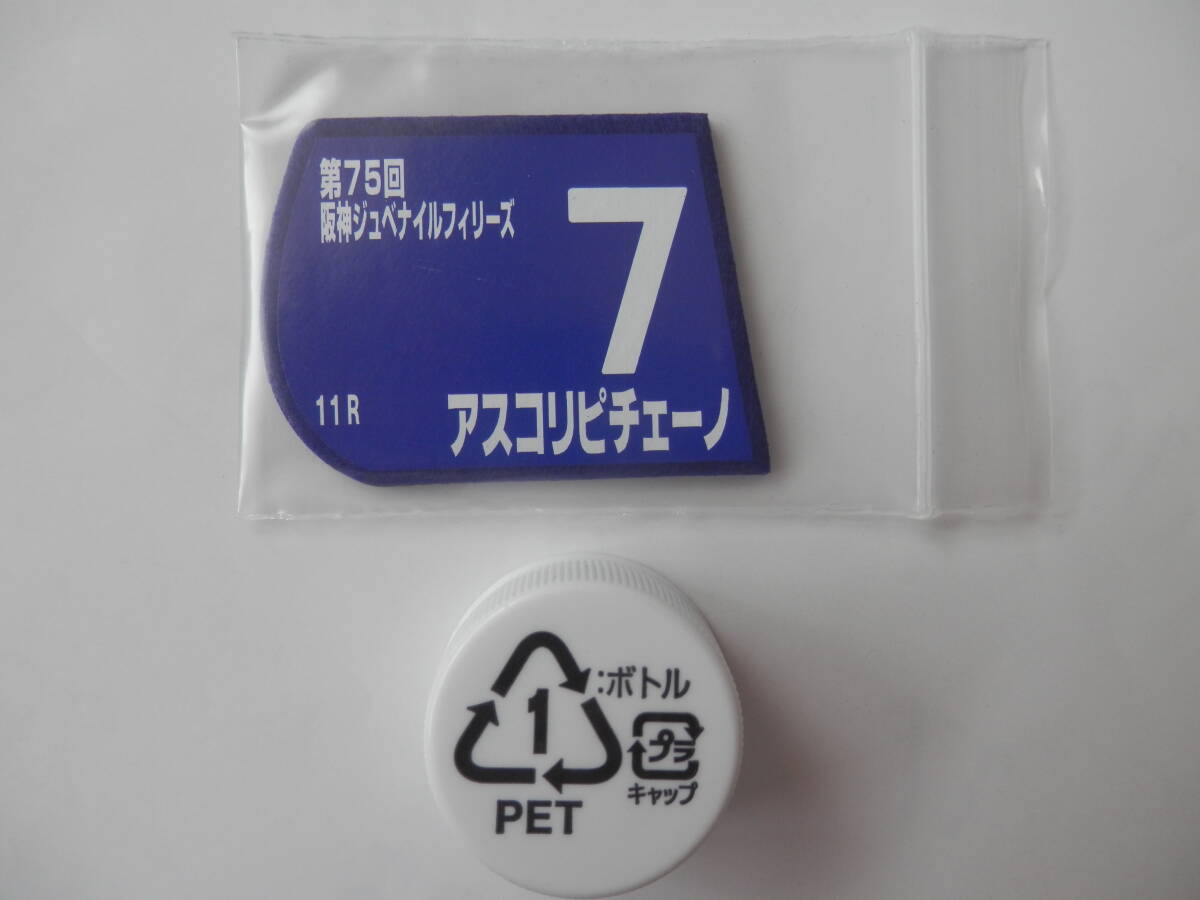 第75回
阪神ジュベナイルフィリーズ
7
11R
アスコリピチェーノ
1
:ボトル
プラ
キャップ
PET